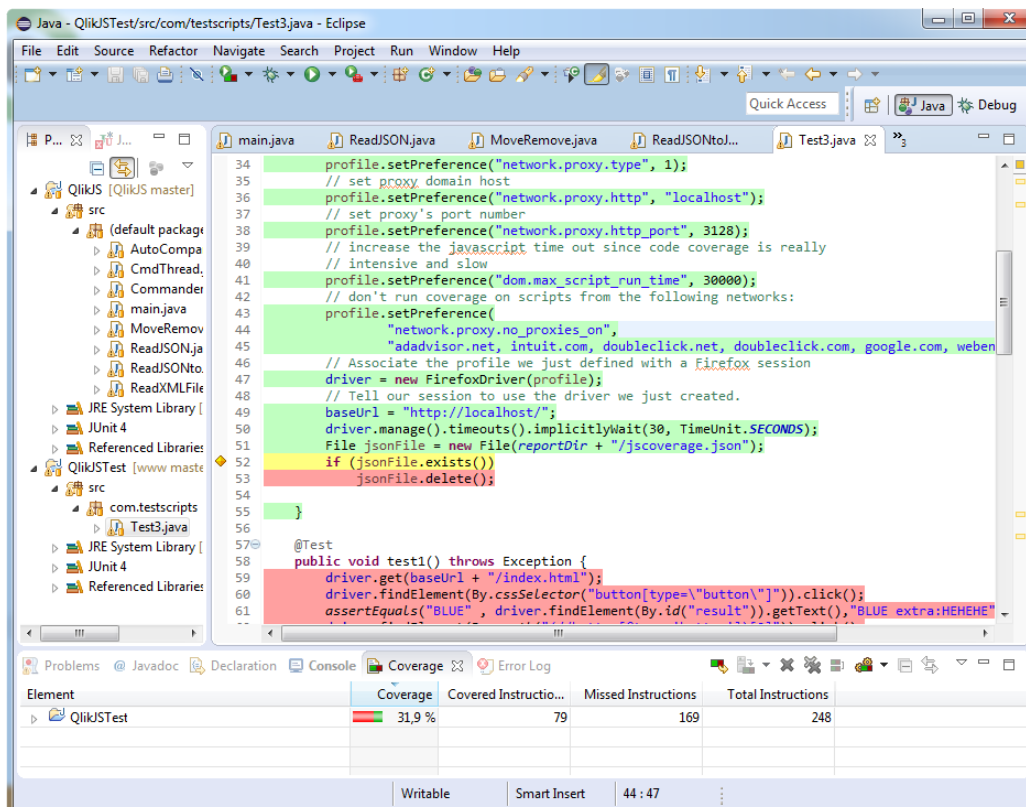 Java - QlikJSTest/src/com/testscripts/Test3.java - Eclipse
File Edit Source Refactor Navigate Search Project Run Window Help
Quick Access
Java
Debug
P...
J...
main.java
ReadJSON.java
MoveRemove.java
ReadJSONtoJ...
Test3.java
»3
QlikJS [QlikJS master]
src
(default package
AutoCompa
CmdThread.
Commander
main.java
MoveRemov
ReadJSON.ja
ReadJSONto.
ReadXMLFile
JRE System Library [
JUnit 4
Referenced Libraries
QlikJSTest [www maste
src
com.testscripts
Test3.java
JRE System Library [
JUnit 4
Referenced Libraries
34 profile.setPreference("network.proxy.type", 1);
35 // set proxy domain host
36 profile.setPreference("network.proxy.http", "localhost");
37 // set proxy's port number
38 profile.setPreference("network.proxy.http_port", 3128);
39 // increase the javascript time out since code coverage is really
40 // intensive and slow
41 profile.setPreference("dom.max_script_run_time", 30000);
42 // don't run coverage on scripts from the following networks:
43 profile.setPreference(
44 "network.proxy.no_proxies_on",
45 "adadvisor.net, intuit.com, doubleclick.net, doubleclick.com, google.com, weben
46 // Associate the profile we just defined with a Firefox session
47 driver = new FirefoxDriver(profile);
48 // Tell our session to use the driver we just created.
49 baseUrl = "http://localhost/";
50 driver.manage().timeouts().implicitlyWait(30, TimeUnit.SECONDS);
51 File jsonFile = new File(reportDir + "/jscoverage.json");
52 if (jsonFile.exists())
53 jsonFile.delete();
54
55 }
56
57 @Test
58 public void test1() throws Exception {
59 driver.get(baseUrl + "/index.html");
60 driver.findElement(By.cssSelector("button[type=\"button\"]")).click();
61 assertEquals("BLUE" , driver.findElement(By.id("result")).getText(),"BLUE extra:HEHEHE"
Problems
Javadoc
Declaration
Console
Coverage
Error Log
Element Coverage Covered Instructio... Missed Instructions Total Instructions
QlikJSTest 31,9 % 79 169 248
Writable Smart Insert 44 : 47